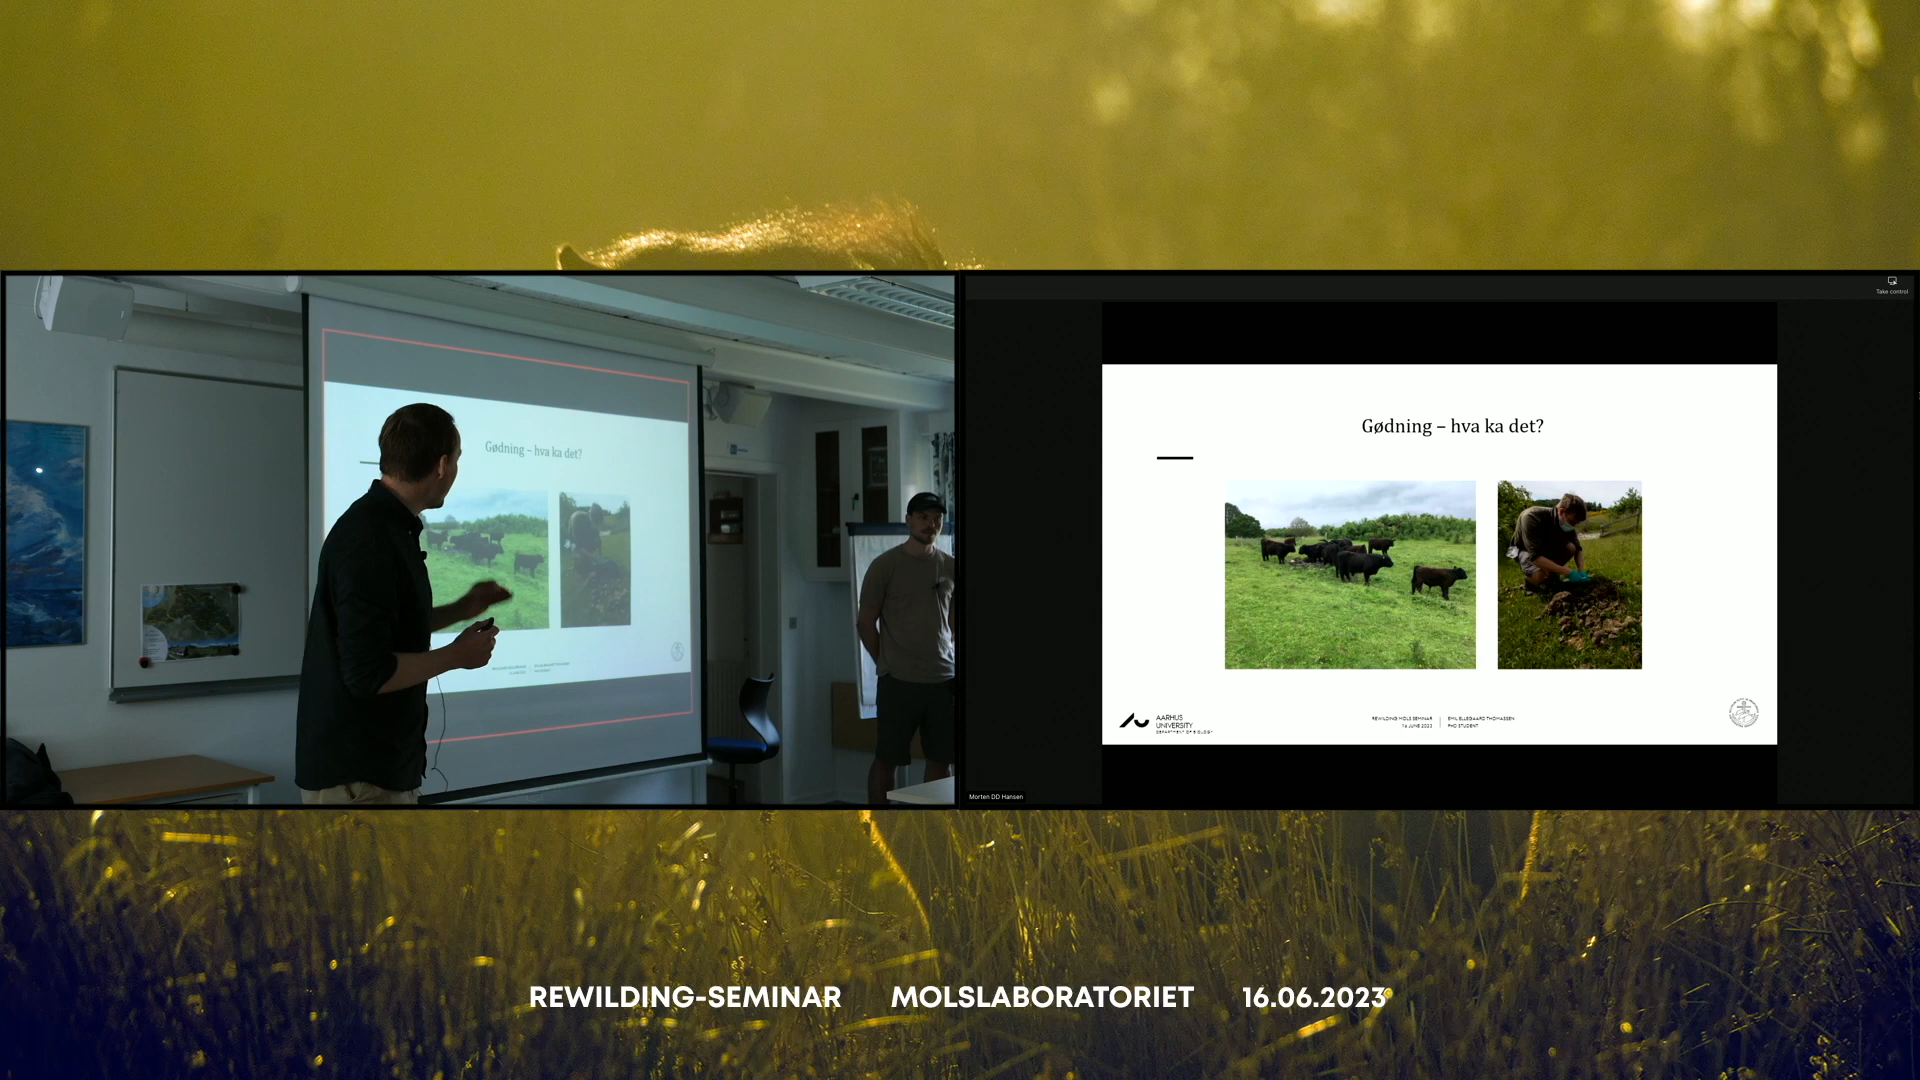 Take control
Gødning – hva ka det?
Gødning – hva ka det?
AARHUS
UNIVERSITY
DEPARTMENT OF BIOLOGY
REWILDING MOLS SEMINAR
16 JUNE 2023
EMIL ELLEGAARD THOMASSEN
PHD STUDENT
Morten DD Hansen
REWILDING-SEMINAR MOLSLABORATORIET 16.06.2023